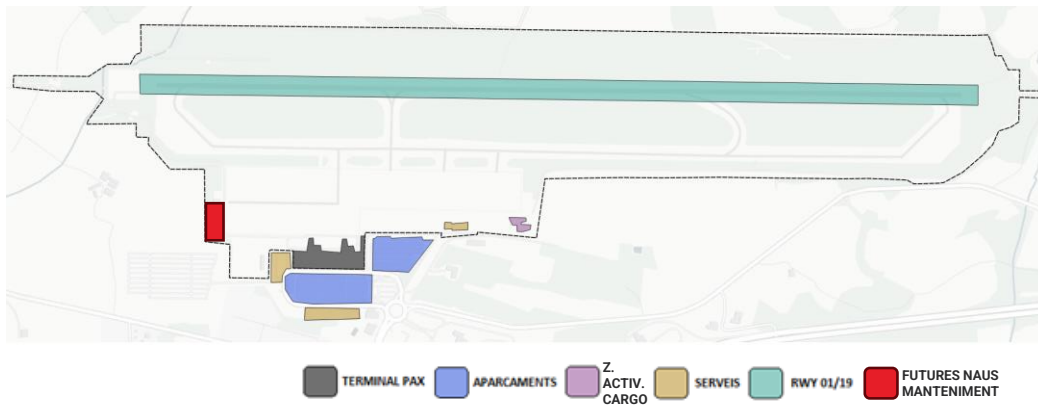 TERMINAL PAX
APARCAMENTS
Z.
ACTIV.
CARGO
SERVEIS
RWY 01/19
FUTURES NAUS
MANTENIMENT